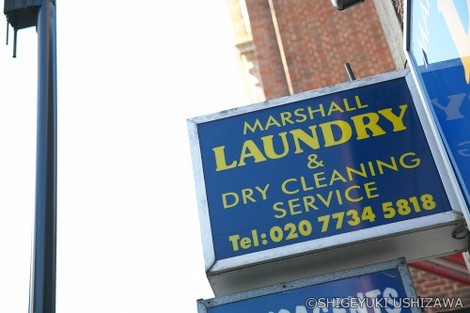 MARSHALL
LAUNDRY
&
DRY CLEANING
SERVICE
Tel: 020 7734 5818
©SHIGEYUKI USHIZAWA